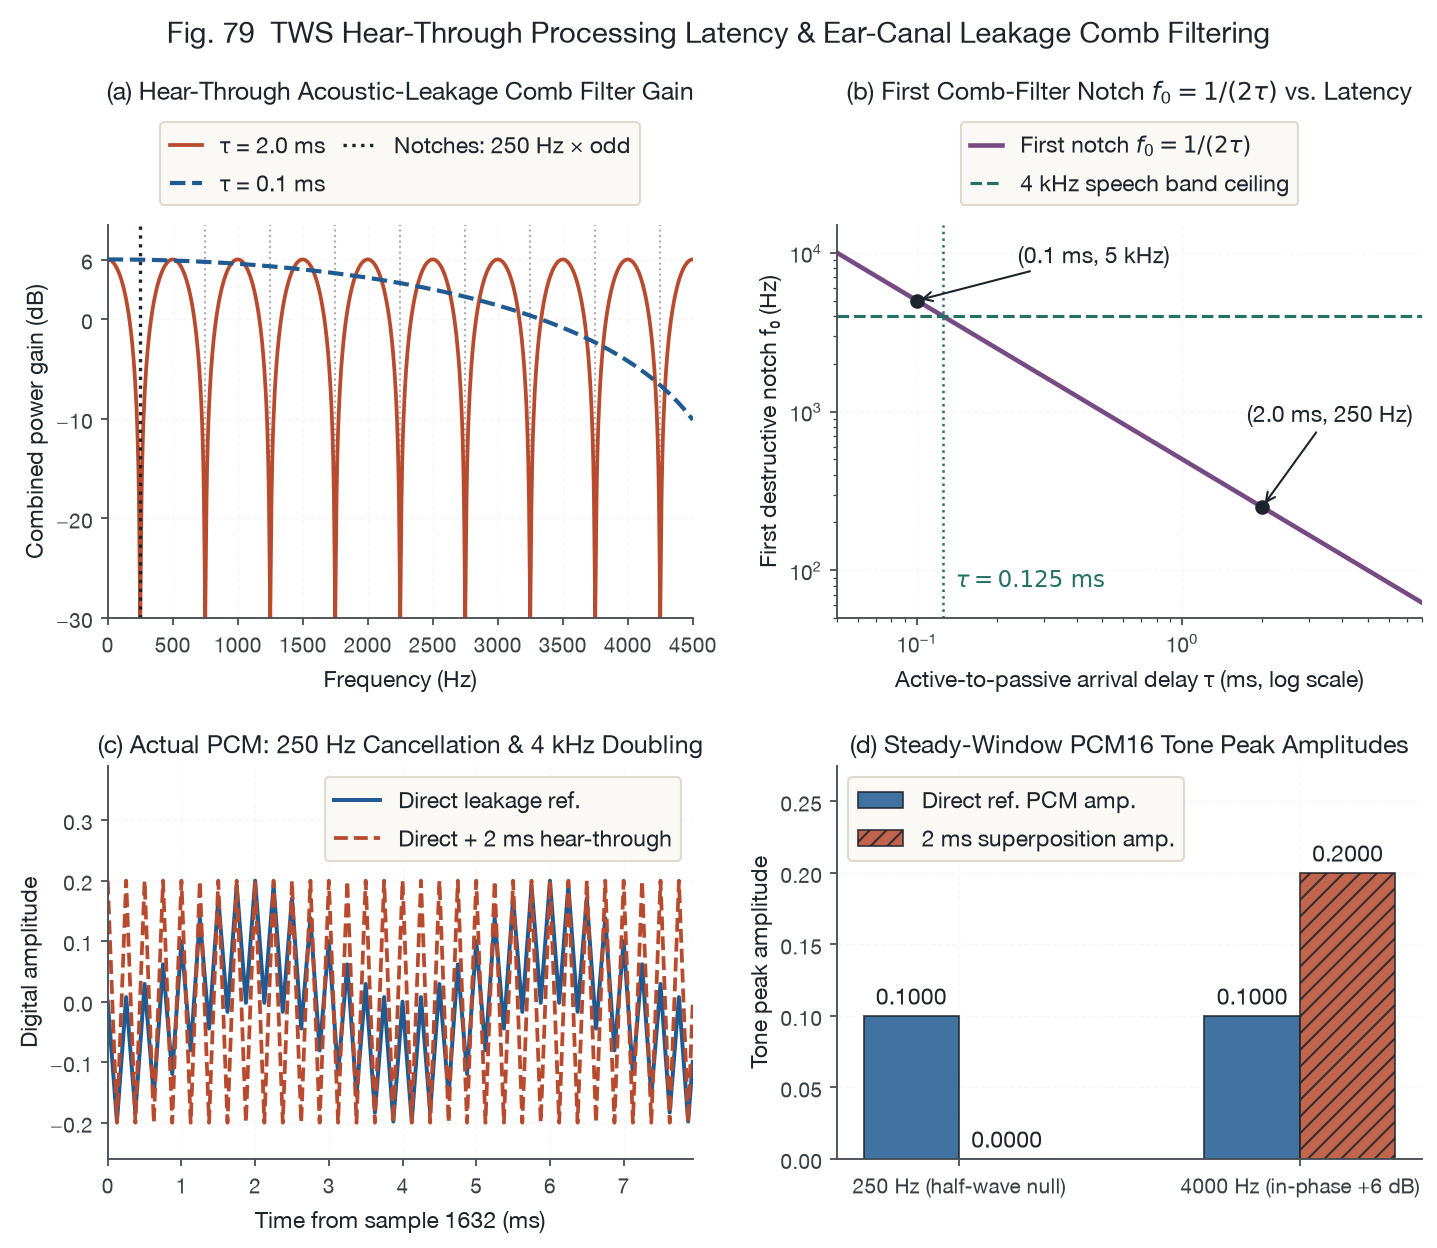 Fig. 79  TWS Hear-Through Processing Latency & Ear-Canal Leakage Comb Filtering
(a) Hear-Through Acoustic-Leakage Comb Filter Gain
τ = 2.0 ms
Notches: 250 Hz × odd
τ = 0.1 ms
Combined power gain (dB)
6
0
−10
−20
−30
0 500 1000 1500 2000 2500 3000 3500 4000 4500
Frequency (Hz)
(b) First Comb-Filter Notch f₀ = 1/(2τ) vs. Latency
First notch f₀ = 1/(2τ)
4 kHz speech band ceiling
First destructive notch f₀ (Hz)
10⁴
10³
10²
(0.1 ms, 5 kHz)
(2.0 ms, 250 Hz)
τ = 0.125 ms
10⁻¹ 10⁰
Active-to-passive arrival delay τ (ms, log scale)
(c) Actual PCM: 250 Hz Cancellation & 4 kHz Doubling
Direct leakage ref.
Direct + 2 ms hear-through
Digital amplitude
0.3
0.2
0.1
0.0
−0.1
−0.2
0 1 2 3 4 5 6 7
Time from sample 1632 (ms)
(d) Steady-Window PCM16 Tone Peak Amplitudes
Direct ref. PCM amp.
2 ms superposition amp.
Tone peak amplitude
0.25
0.20
0.15
0.10
0.05
0.00
0.1000
0.0000
0.1000
0.2000
250 Hz (half-wave null)
4000 Hz (in-phase +6 dB)